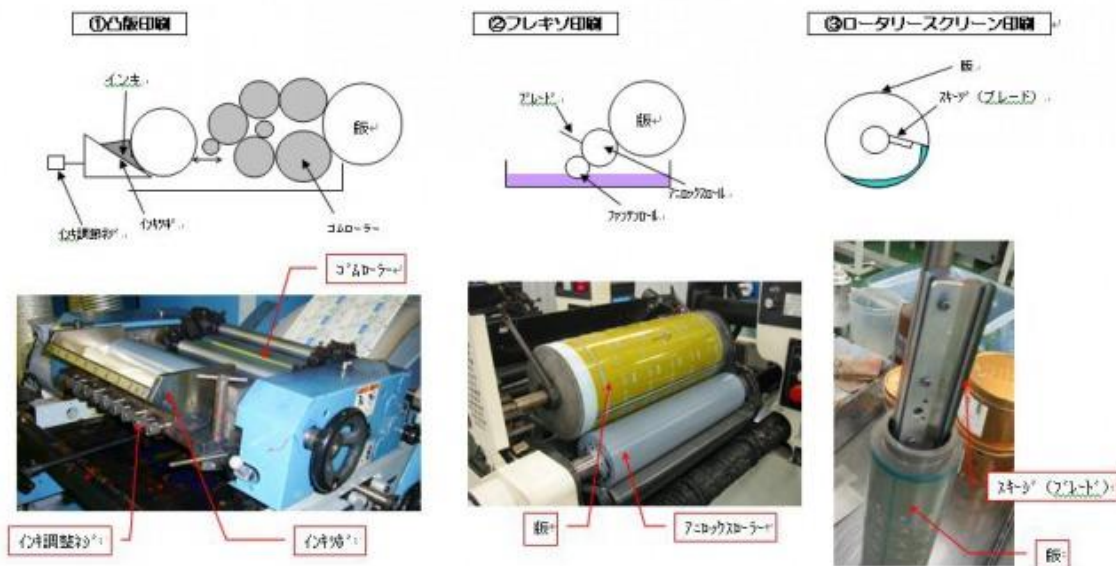 ①凸版印刷
②フレキソ印刷
③ロータリースクリーン印刷
インキ
版
インキ調整ネジ
インキツボ
ゴムローラー
ブレード
版
アニロックスロール
ファンテンロール
版
スキージ（ブレード）
ゴムローラー
インキ調整ネジ
インキツボ
版
アニロックスローラー
スキージ（ブレード）
版